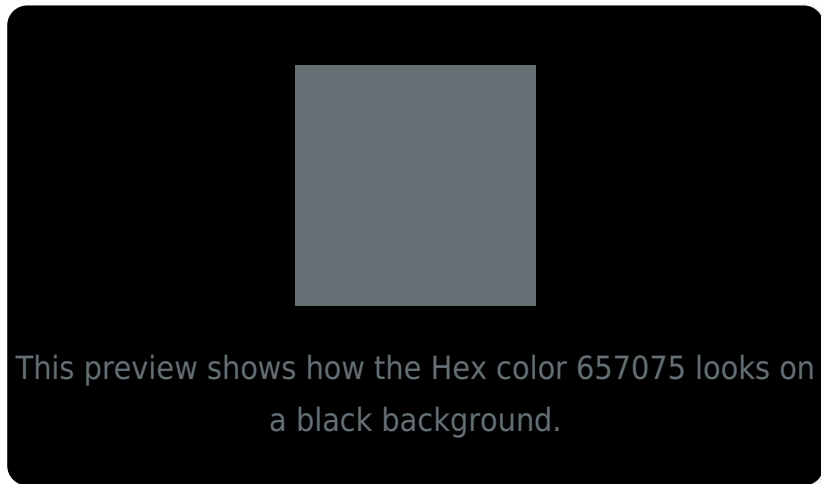 This preview shows how the Hex color 657075 looks on
a black background.